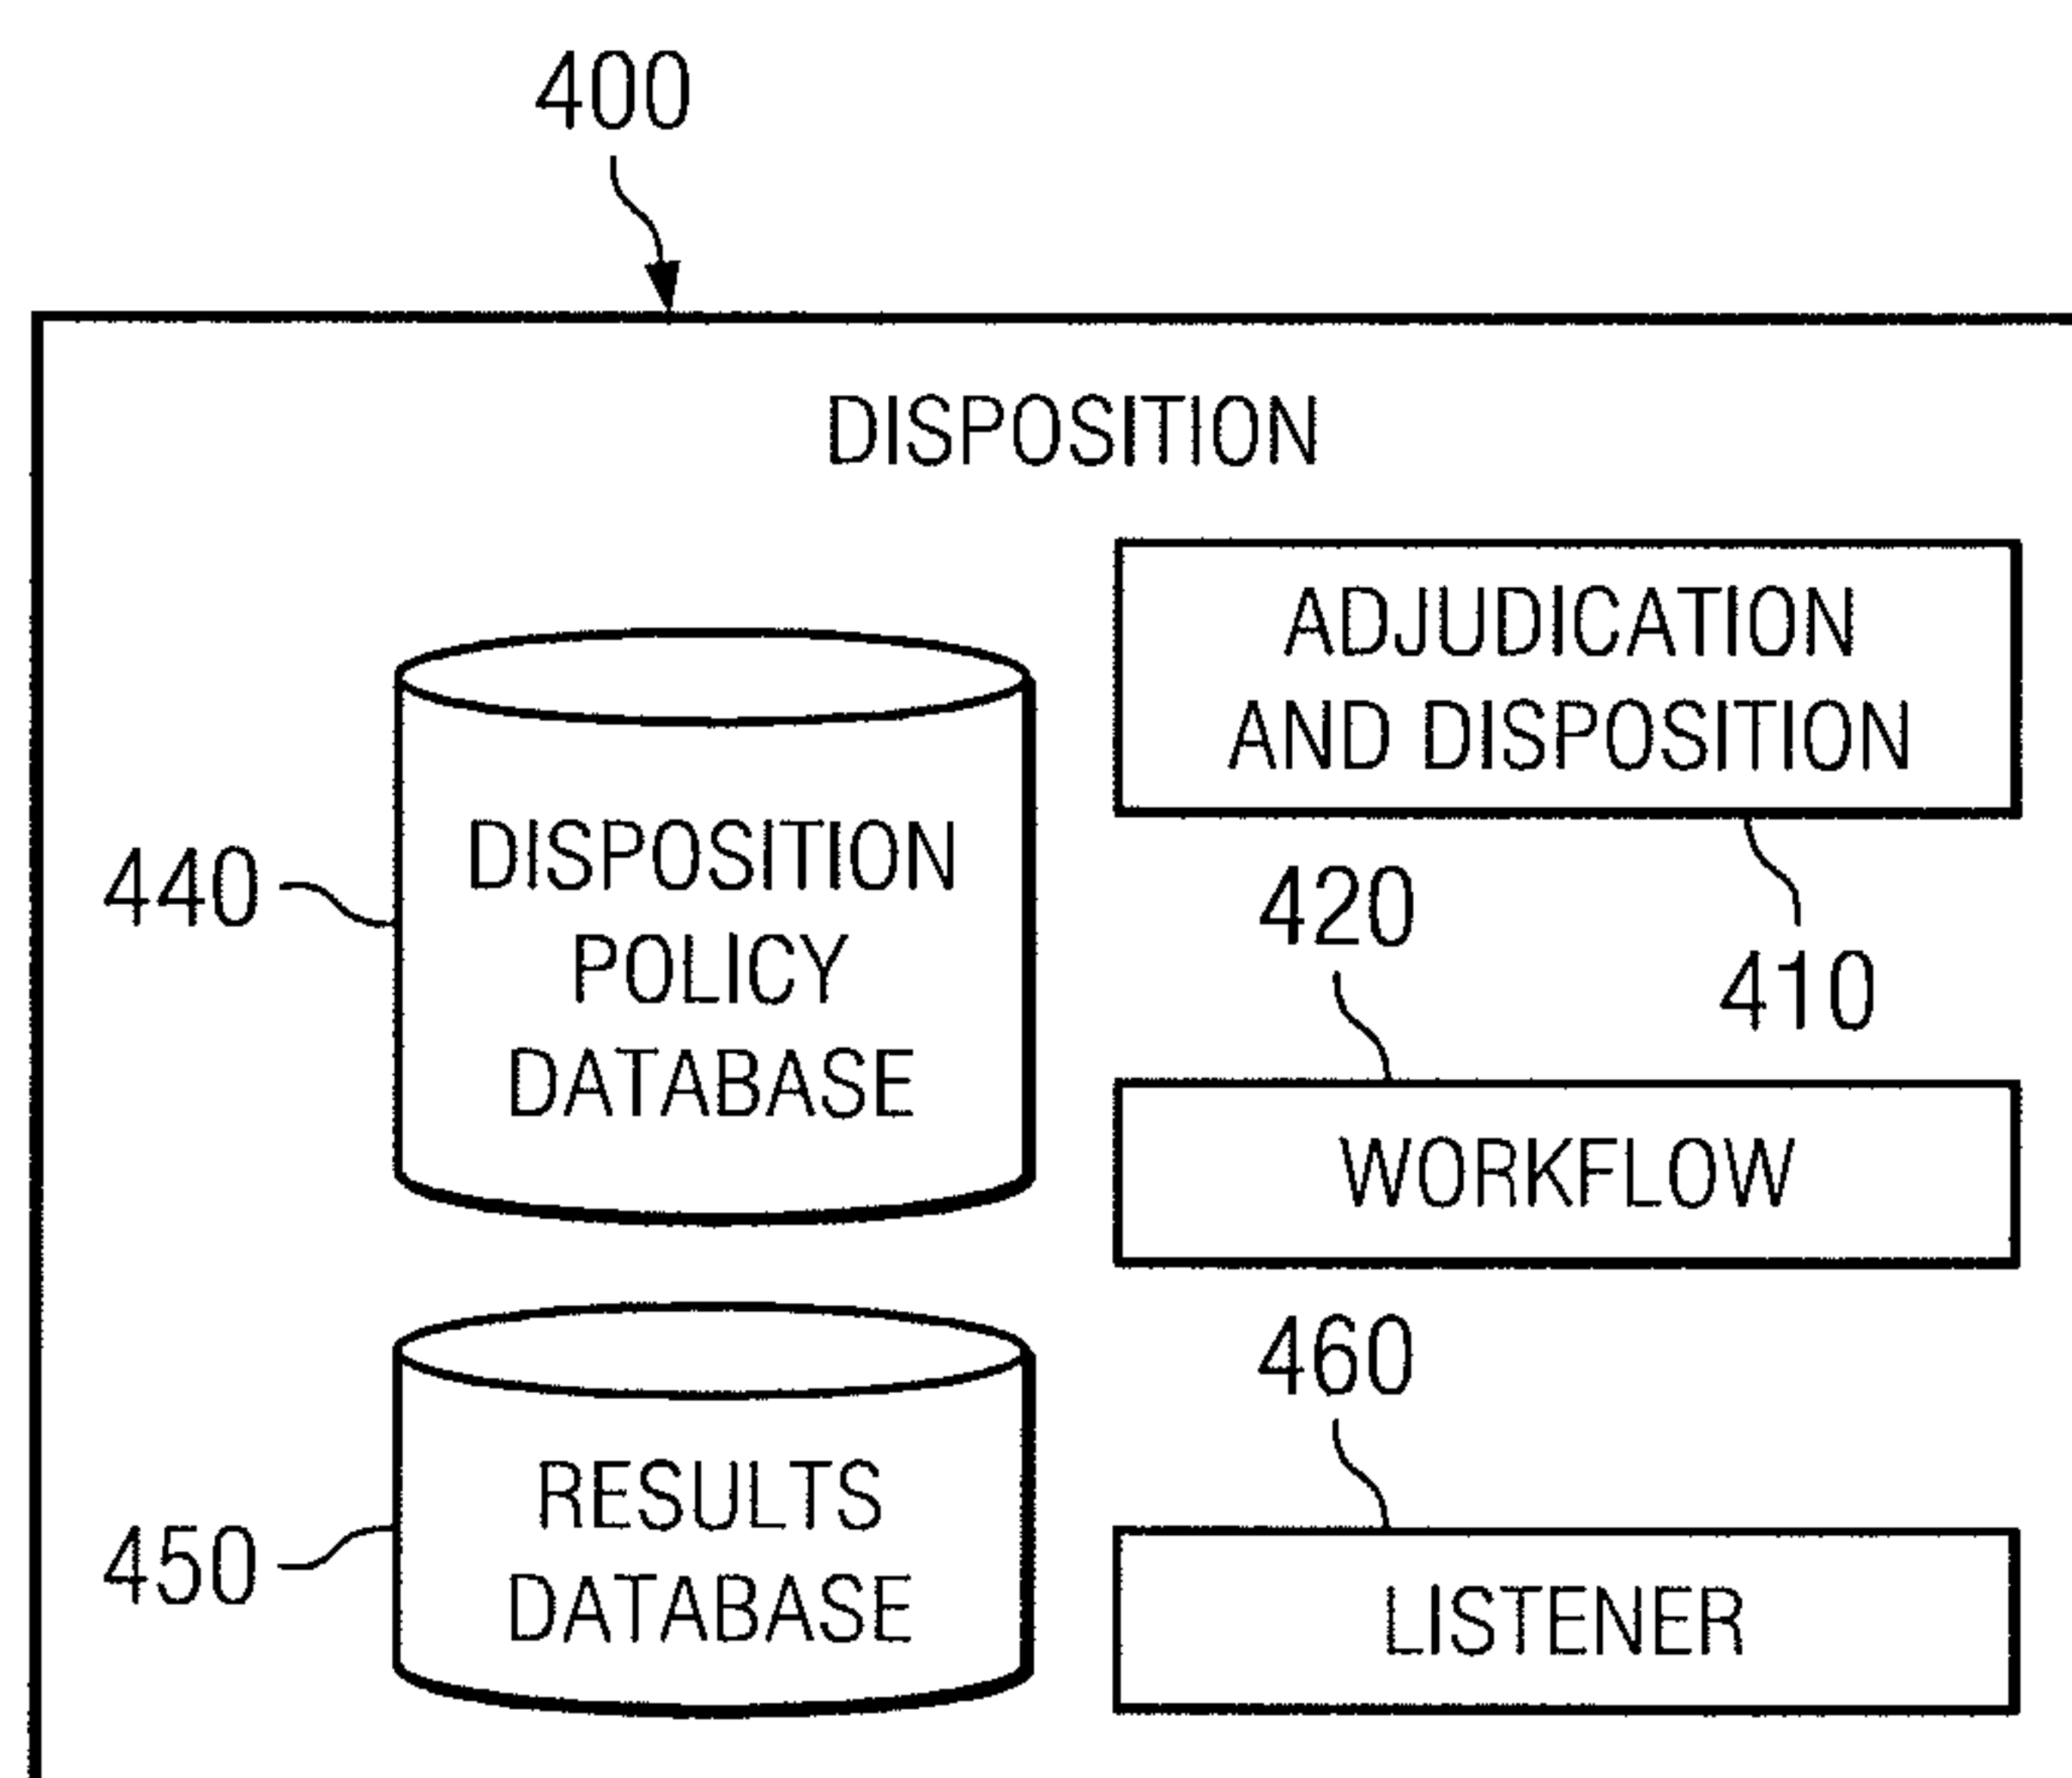 400
DISPOSITION
ADJUDICATION
AND DISPOSITION
410
440
DISPOSITION
POLICY
DATABASE
420
WORKFLOW
450
RESULTS
DATABASE
460
LISTENER